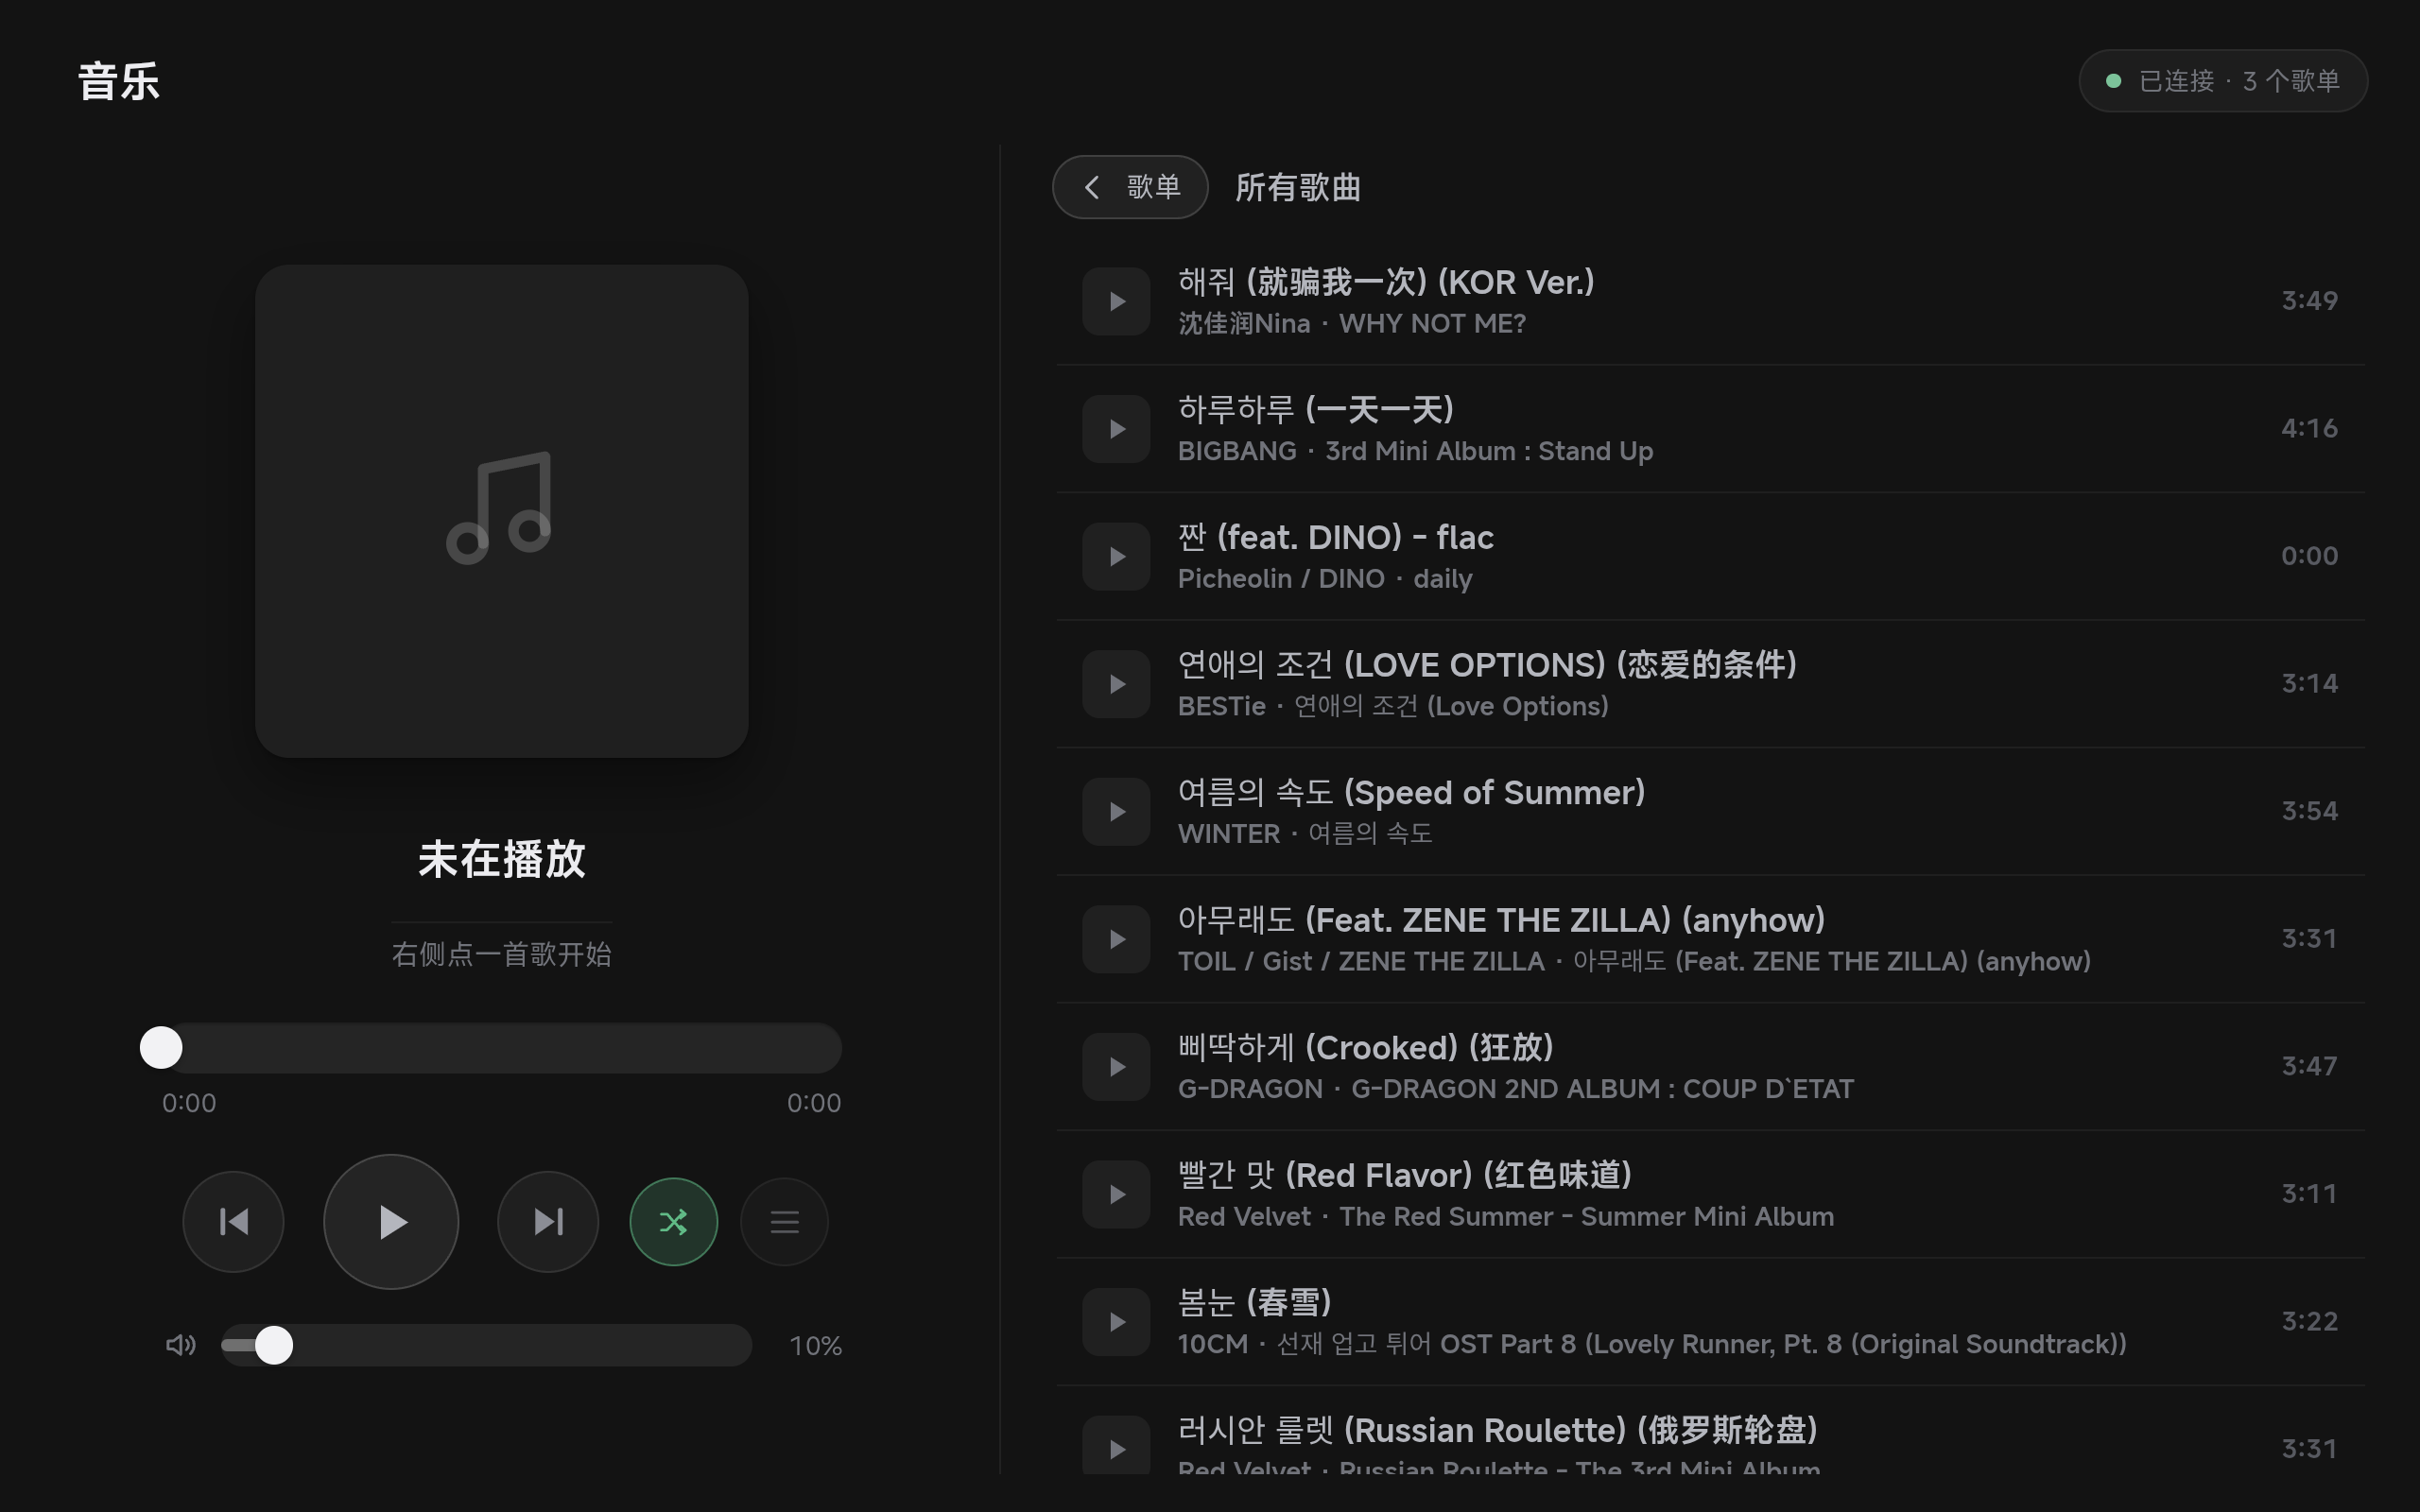 音乐
已连接 · 3 个歌单
未在播放
右侧点一首歌开始
0:00
0:00
10%
歌单
所有歌曲
해줘 (就骗我一次) (KOR Ver.)
沈佳润Nina · WHY NOT ME?
3:49
하루하루 (一天一天)
BIGBANG · 3rd Mini Album : Stand Up
4:16
짠 (feat. DINO) - flac
Picheolin / DINO · daily
0:00
연애의 조건 (LOVE OPTIONS) (恋爱的条件)
BESTie · 연애의 조건 (Love Options)
3:14
여름의 속도 (Speed of Summer)
WINTER · 여름의 속도
3:54
아무래도 (Feat. ZENE THE ZILLA) (anyhow)
TOIL / Gist / ZENE THE ZILLA · 아무래도 (Feat. ZENE THE ZILLA) (anyhow)
3:31
삐딱하게 (Crooked) (狂放)
G-DRAGON · G-DRAGON 2ND ALBUM : COUP D`ETAT
3:47
빨간 맛 (Red Flavor) (红色味道)
Red Velvet · The Red Summer - Summer Mini Album
3:11
봄눈 (春雪)
10CM · 선재 업고 튀어 OST Part 8 (Lovely Runner, Pt. 8 (Original Soundtrack))
3:22
러시안 룰렛 (Russian Roulette) (俄罗斯轮盘)
Red Velvet · Russian Roulette - The 3rd Mini Album
3:31